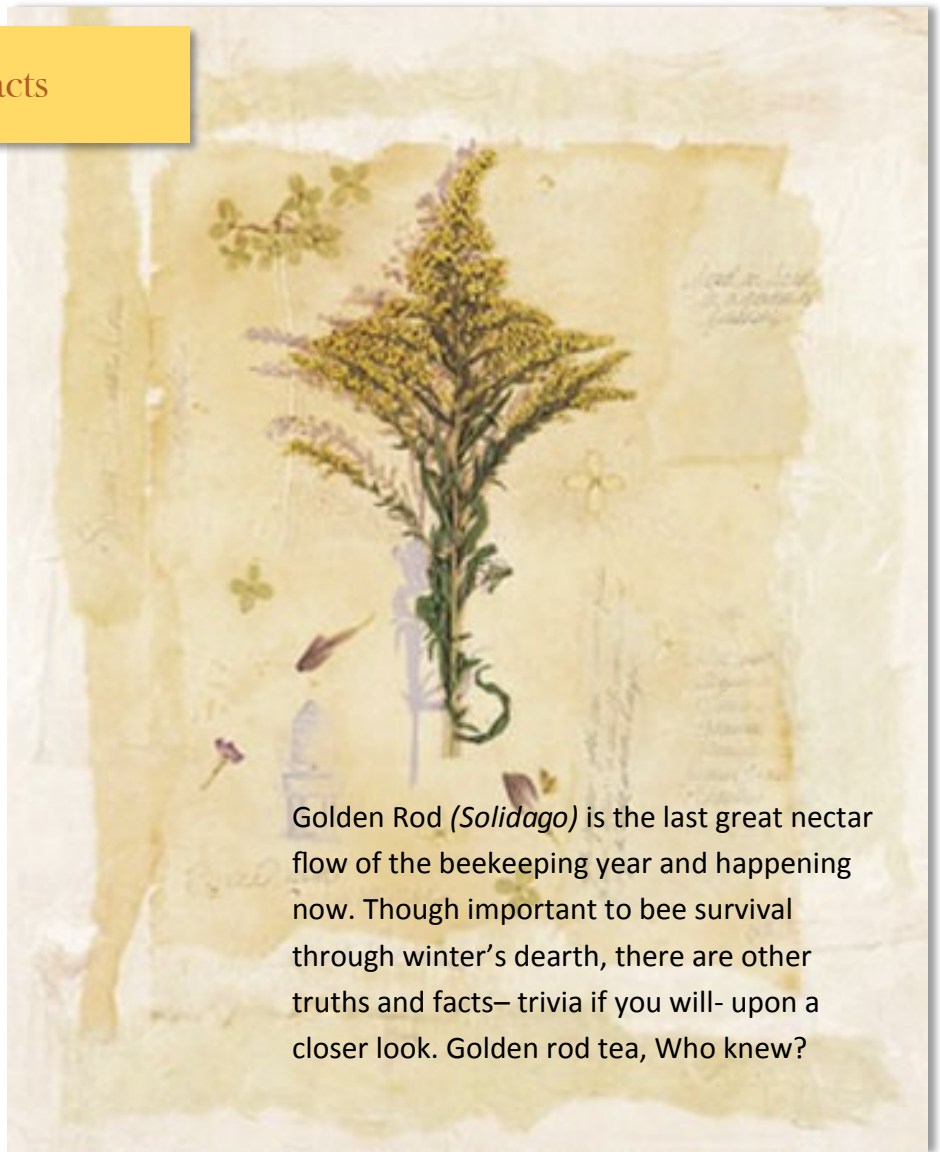 acts
Golden Rod (Solidago) is the last great nectar
flow of the beekeeping year and happening
now. Though important to bee survival
through winter’s dearth, there are other
truths and facts– trivia if you will- upon a
closer look. Golden rod tea, Who knew?